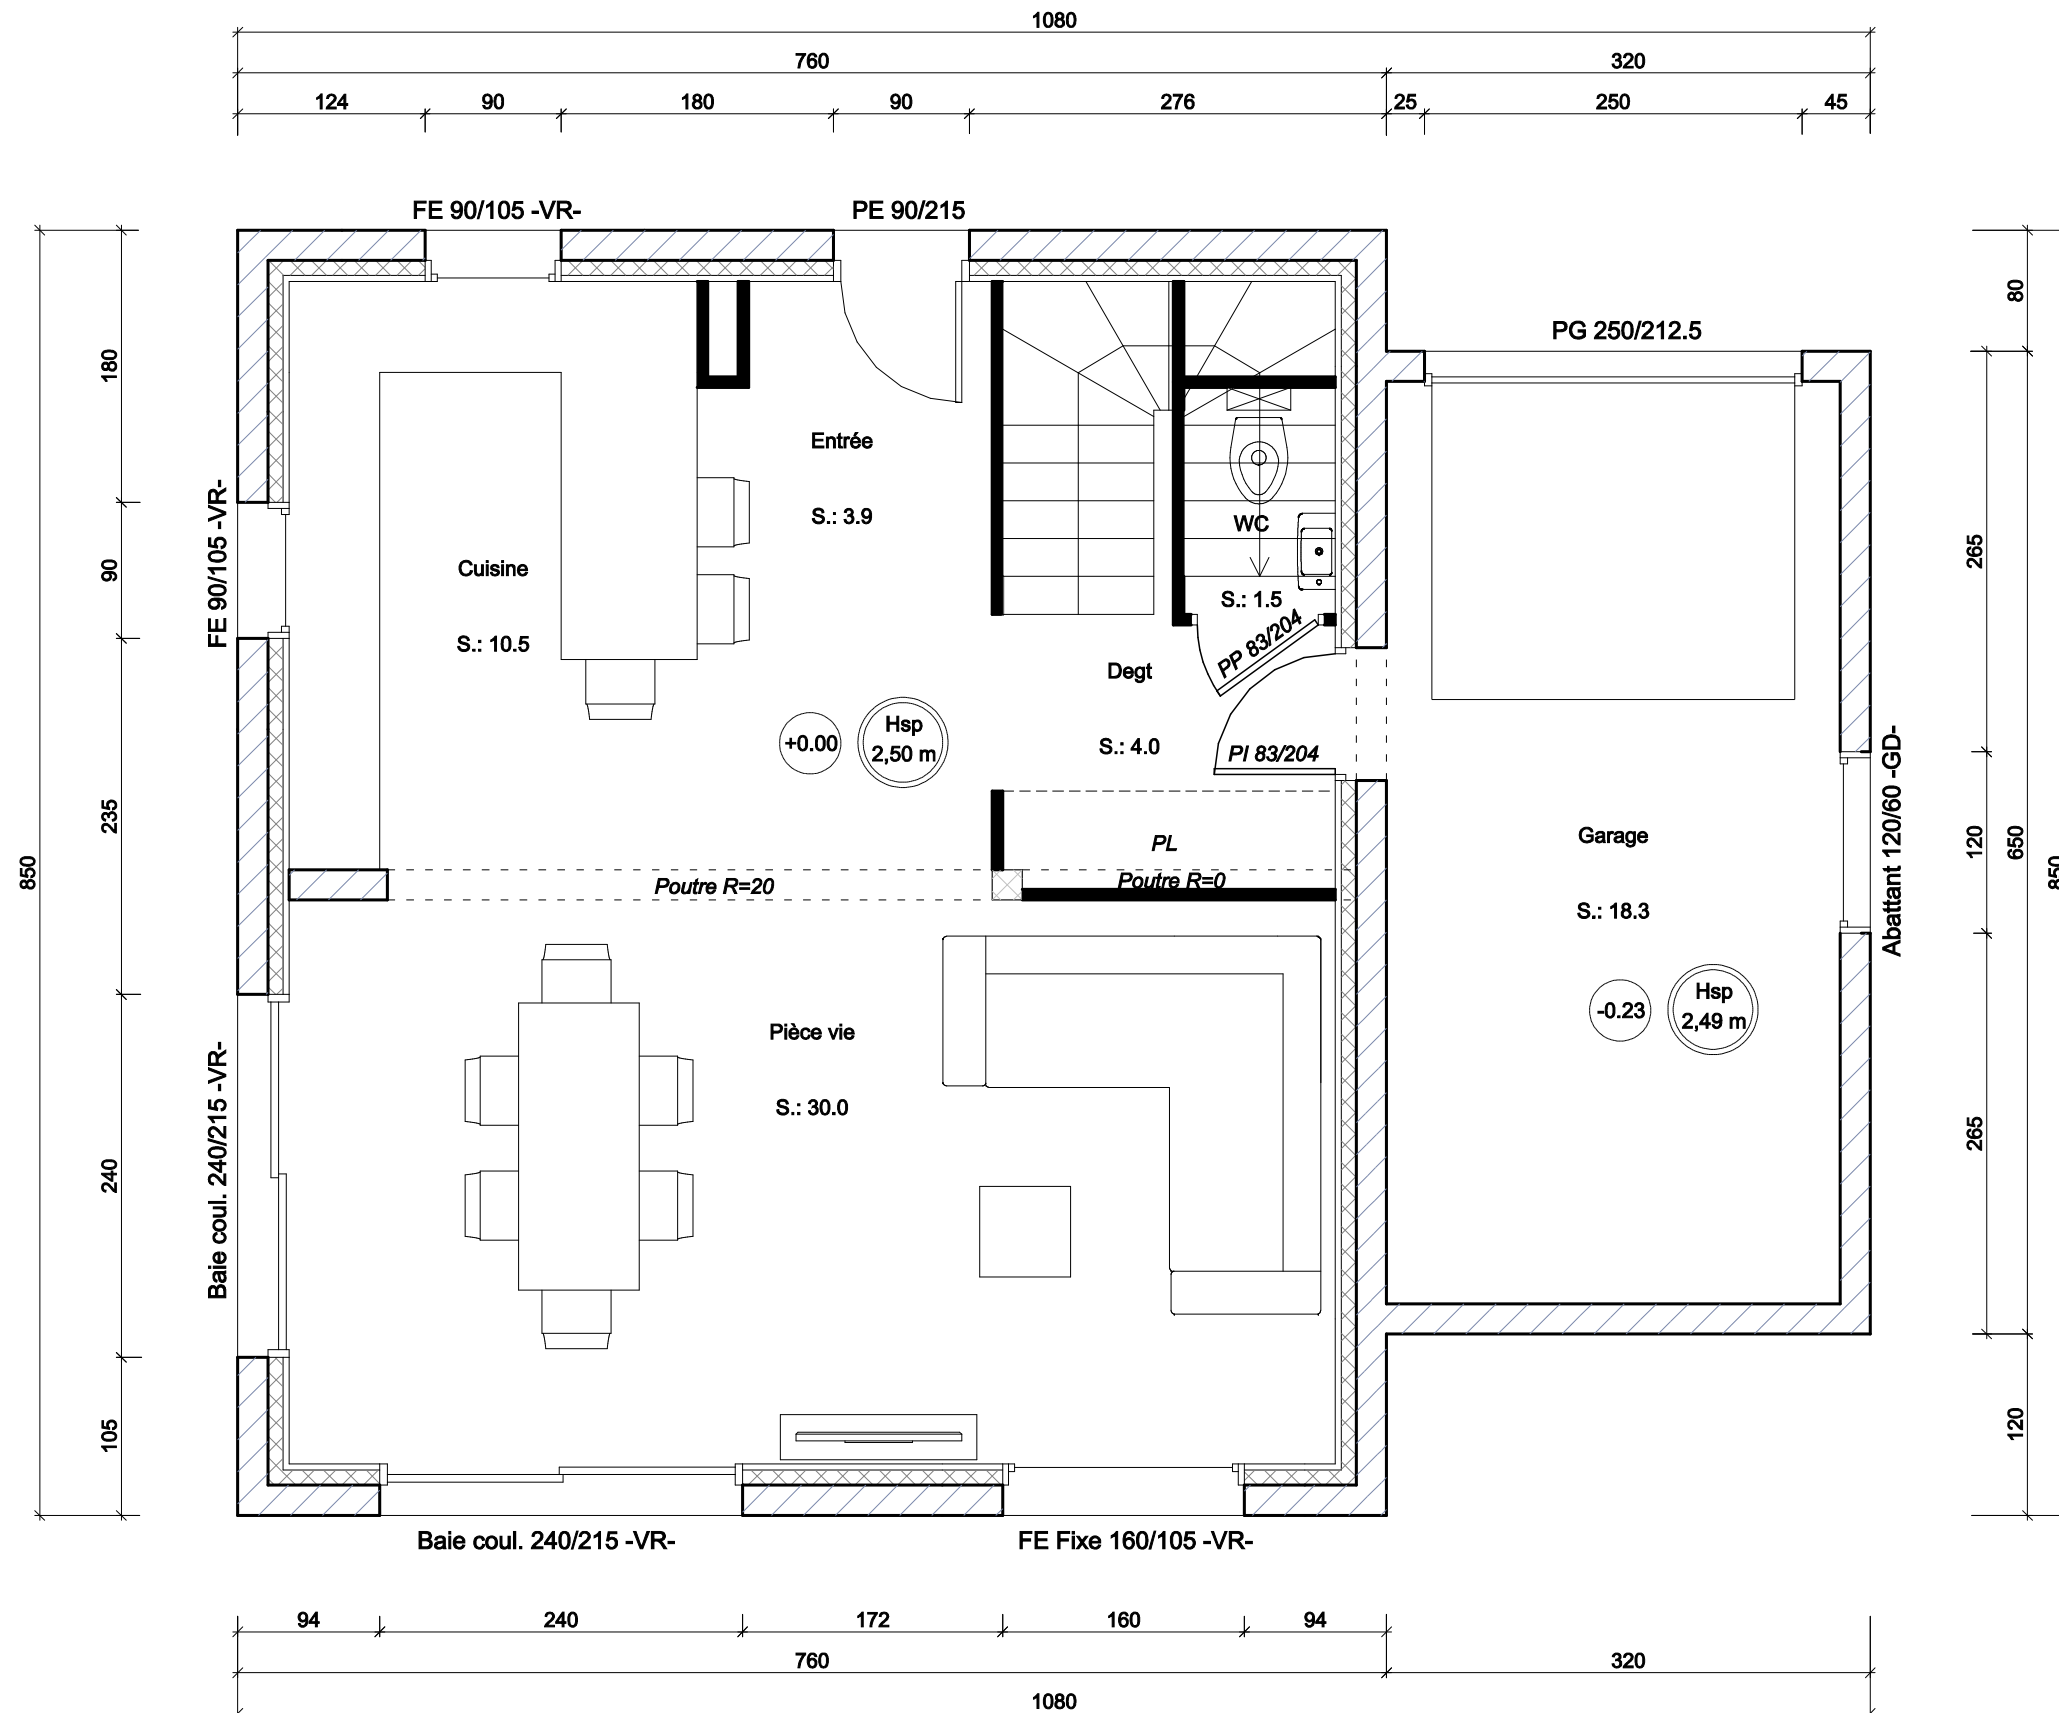 1080
760
320
124
90
180
90
276
25
250
45
FE 90/105 -VR-
PE 90/215
PG 250/212.5
80
180
Entrée
S.: 3.9
FE 90/105 -VR-
WC
S.: 1.5
265
90
Cuisine
S.: 10.5
PP 83/204
Degt
S.: 4.0
PI 83/204
+0.00
Hsp
2,50 m
235
850
PL
Poutre R=20
Poutre R=0
Garage
S.: 18.3
Abattant 120/60 -GD-
120
650
850
-0.23
Hsp
2,49 m
Pièce vie
S.: 30.0
Baie coul. 240/215 -VR-
240
265
105
120
Baie coul. 240/215 -VR-
FE Fixe 160/105 -VR-
94
240
172
160
94
760
320
1080